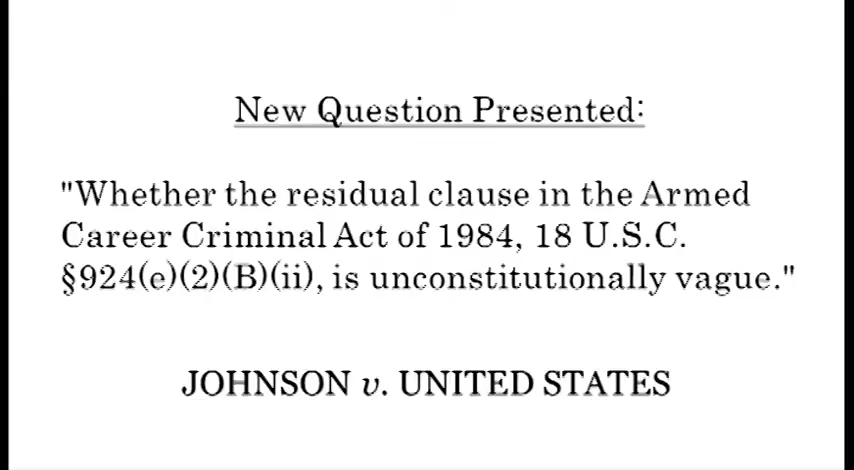 New Question Presented:
"Whether the residual clause in the Armed
Career Criminal Act of 1984, 18 U.S.C.
§924(e)(2)(B)(ii), is unconstitutionally vague."
JOHNSON v. UNITED STATES